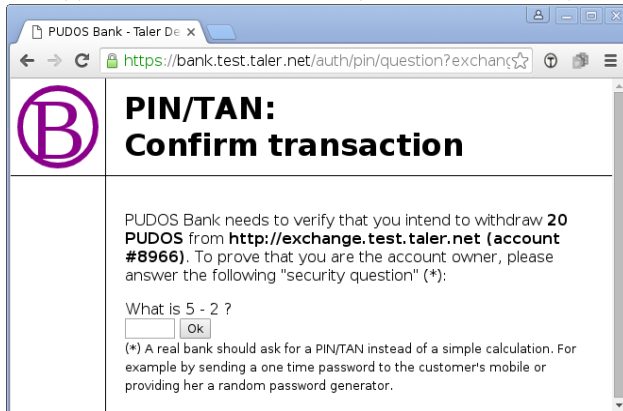 PUDOS Bank - Taler De
https://bank.test.taler.net/auth/pin/question?exchang
B
PIN/TAN:
Confirm transaction
PUDOS Bank needs to verify that you intend to withdraw 20
PUDOS from http://exchange.test.taler.net (account
#8966). To prove that you are the account owner, please
answer the following "security question" (*):
What is 5 - 2 ?
Ok
(*) A real bank should ask for a PIN/TAN instead of a simple calculation. For
example by sending a one time password to the customer's mobile or
providing her a random password generator.